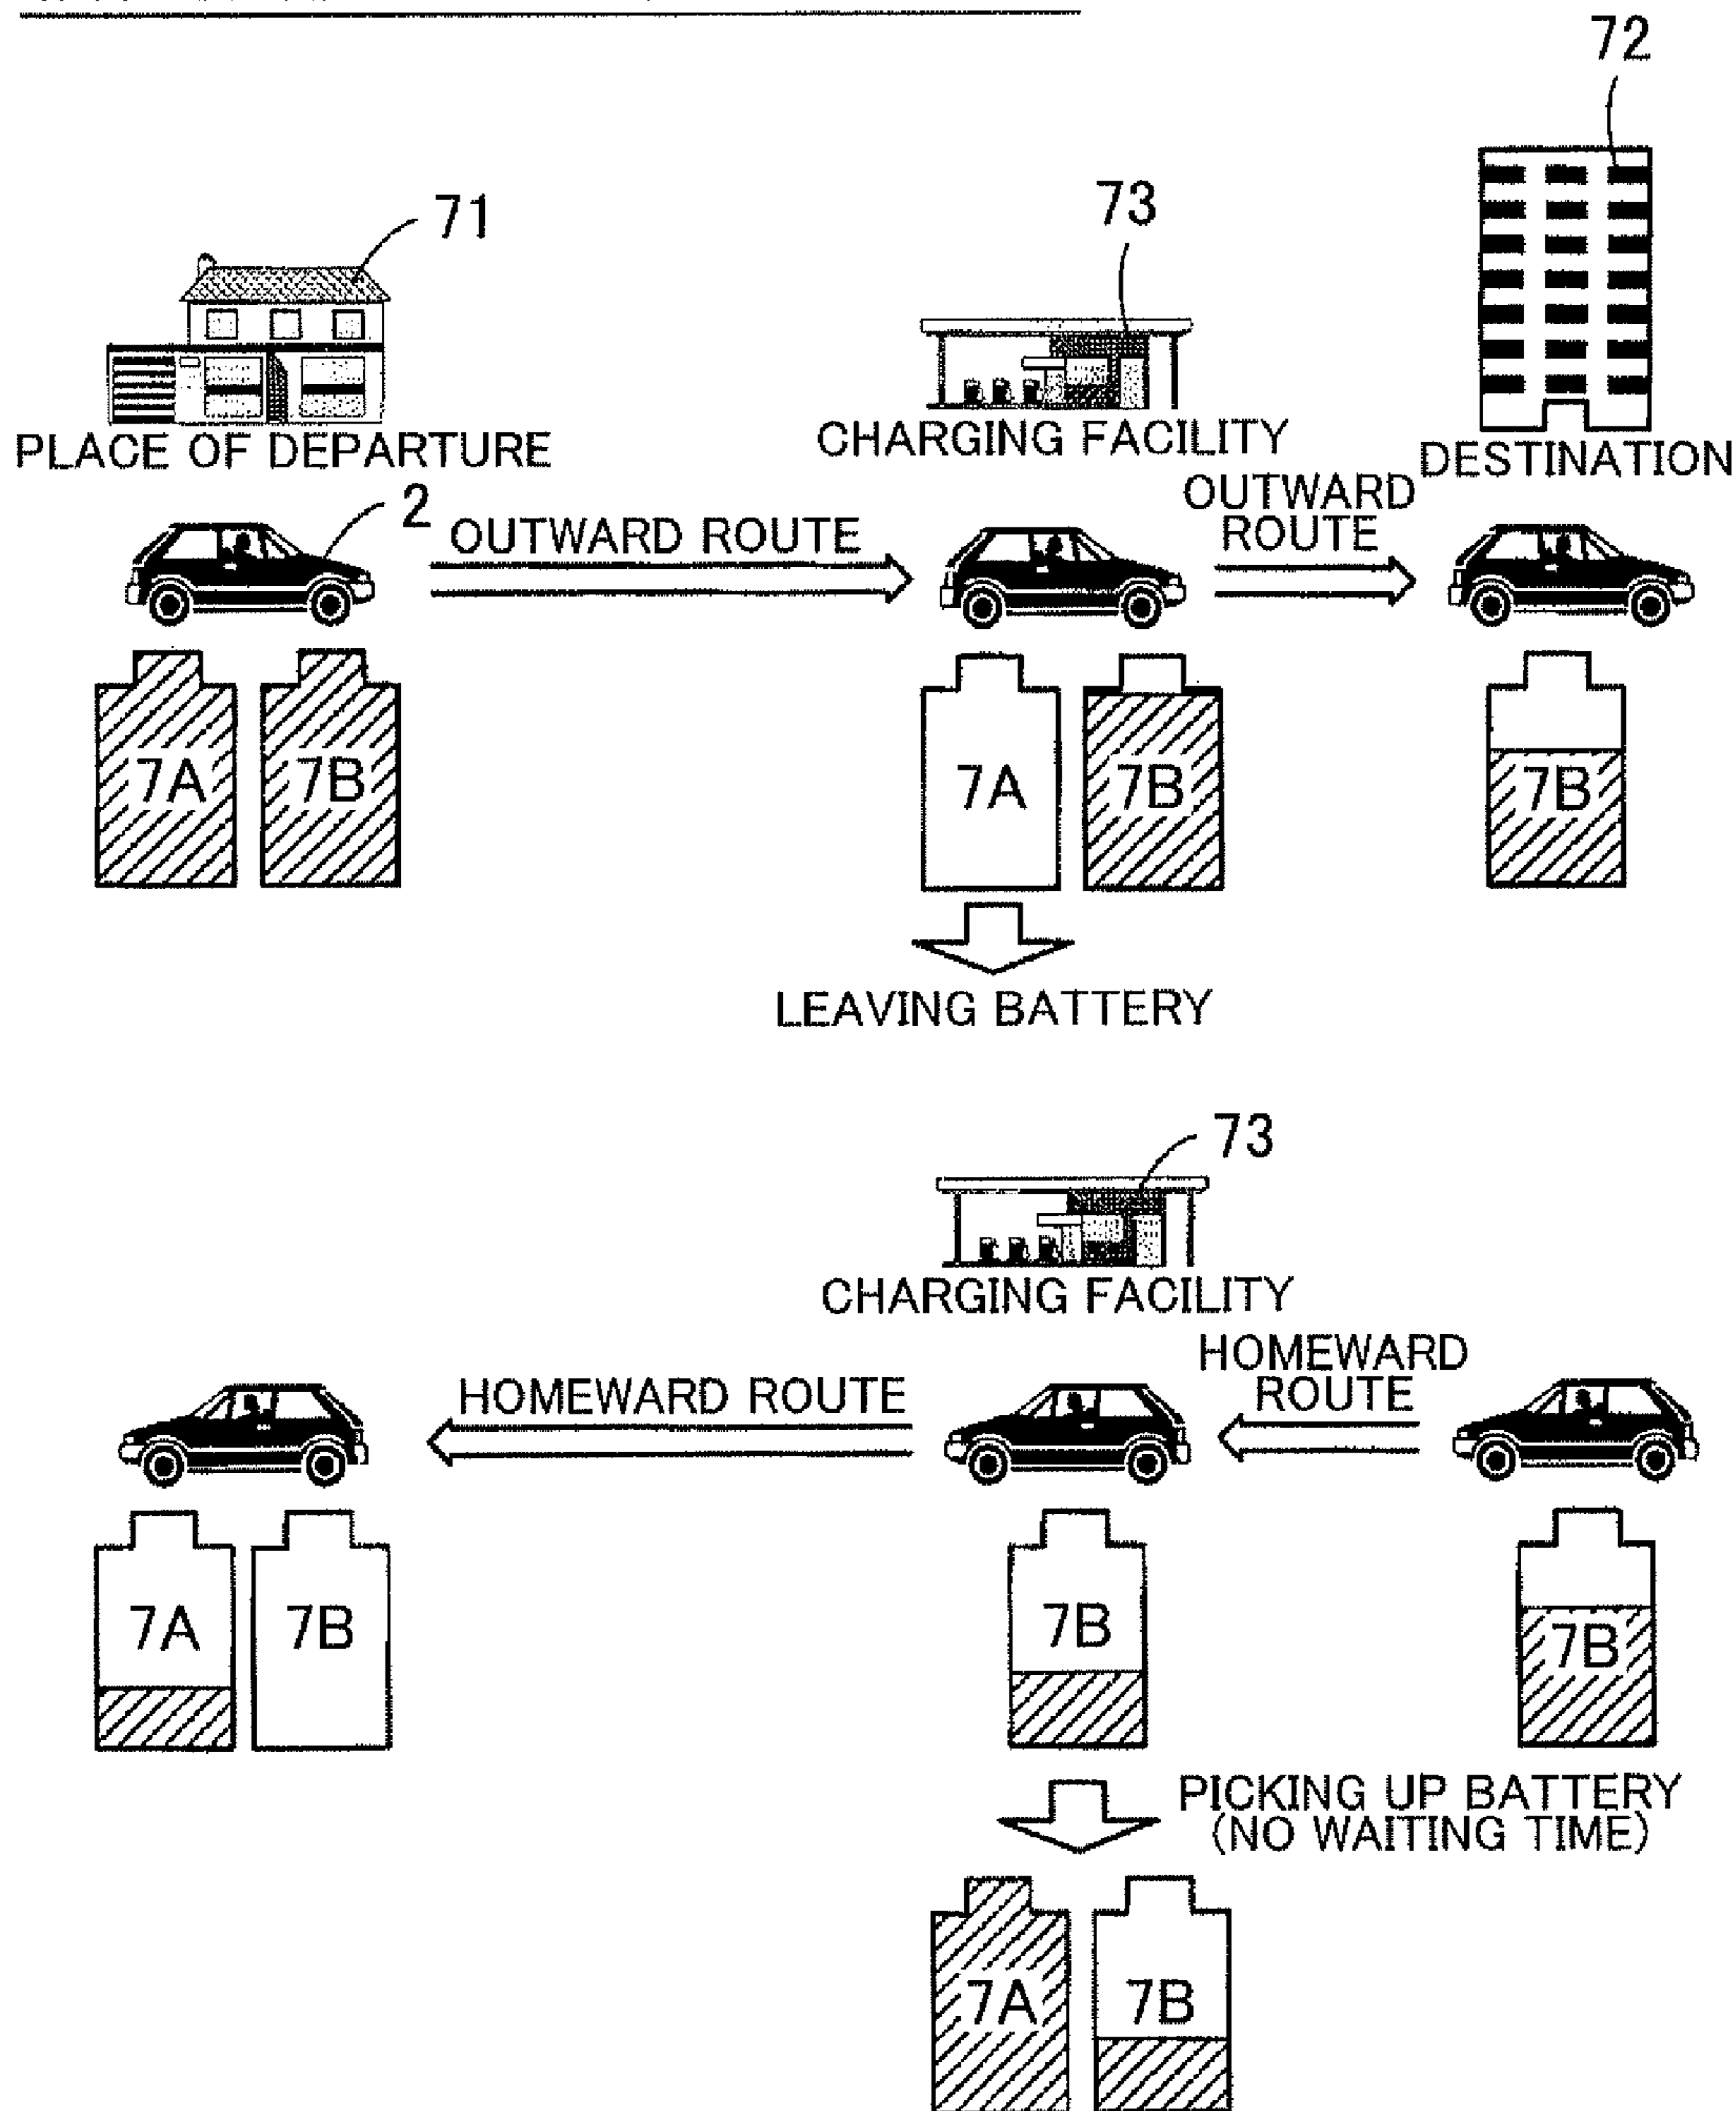 72
71
73
PLACE OF DEPARTURE
CHARGING FACILITY
DESTINATION
2
OUTWARD ROUTE
OUTWARD
ROUTE
7A
7B
7A
7B
7B
LEAVING BATTERY
73
CHARGING FACILITY
HOMEWARD ROUTE
HOMEWARD
ROUTE
7A
7B
7B
7B
PICKING UP BATTERY
(NO WAITING TIME)
7A
7B